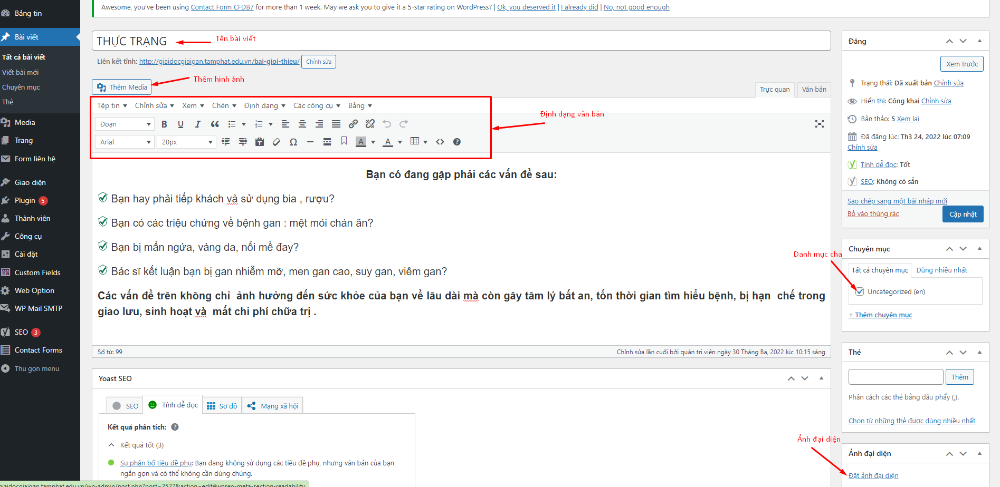 Awesome, you've been using Contact Form CFDB7 for more than 1 week. May we ask you to give it a 5-star rating on WordPress? | Ok, you deserved it | I already did | No, not good enough
Bảng tin
Bài viết
Tất cả bài viết
Viết bài mới
Chuyên mục
Thẻ
Media
Trang
Form liên hệ
Giao diện
Plugin 5
Thành viên
Công cụ
Cài đặt
Custom Fields
Web Option
WP Mail SMTP
SEO 3
Contact Forms
Thu gọn menu
THỰC TRẠNG
Tên bài viết
Liên kết tĩnh: http://giaidocgiaigan.tamphat.edu.vn/bai-gioi-thieu/ Chỉnh sửa
Thêm hình ảnh
Thêm Media
Trực quan Văn bản
Tệp tin Chỉnh sửa Xem Chèn Định dạng Các công cụ Bảng
Định dạng văn bản
Đoạn
Arial 20px
Bạn có đang gặp phải các vấn đề sau:
Bạn hay phải tiếp khách và sử dụng bia , rượu?
Bạn có các triệu chứng về bệnh gan : mệt mỏi chán ăn?
Bạn bị mẩn ngứa, vàng da, nổi mề đay?
Bác sĩ kết luận bạn bị gan nhiễm mỡ, men gan cao, suy gan, viêm gan?
Các vấn đề trên không chỉ  ảnh hưởng đến sức khỏe của bạn về lâu dài mà còn gây tâm lý bất an, tốn thời gian tìm hiểu bệnh, bị hạn  chế trong
giao lưu, sinh hoạt và  mất chi phí chữa trị .
Số từ: 99
Chỉnh sửa lần cuối bởi quản trị viên ngày 30 Tháng Ba, 2022 lúc 10:15 sáng
Yoast SEO
SEO Tính dễ đọc Sơ đồ Mạng xã hội
Kết quả phân tích:
Kết quả tốt (3)
Sự phân bố tiêu đề phụ: Bạn đang không sử dụng các tiêu đề phụ, nhưng văn bản của bạn
ngắn gọn và có thể không cần dùng chúng.
giaidocgiaigan.tamphat.edu.vn/wp-admin/post.php?post=2527&action=edit#wpseo-meta-section-readability
Đăng
Xem trước
Trạng thái: Đã xuất bản Chỉnh sửa
Hiển thị: Công khai Chỉnh sửa
Bản thảo: 5 Xem lại
Đã đăng lúc: Th3 24, 2022 lúc 07:09
Chỉnh sửa
Tính dễ đọc: Tốt
SEO: Không có sẵn
Sao chép sang một bài nháp mới
Bỏ vào thùng rác
Cập nhật
Chuyên mục
Danh mục cha
Tất cả chuyên mục Dùng nhiều nhất
Uncategorized (en)
+ Thêm chuyên mục
Thẻ
Thêm
Phân cách các thẻ bằng dấu phẩy (,).
Chọn từ những thẻ được dùng nhiều nhất
Ảnh đại diện
Ảnh đại diện
Đặt ảnh đại diện